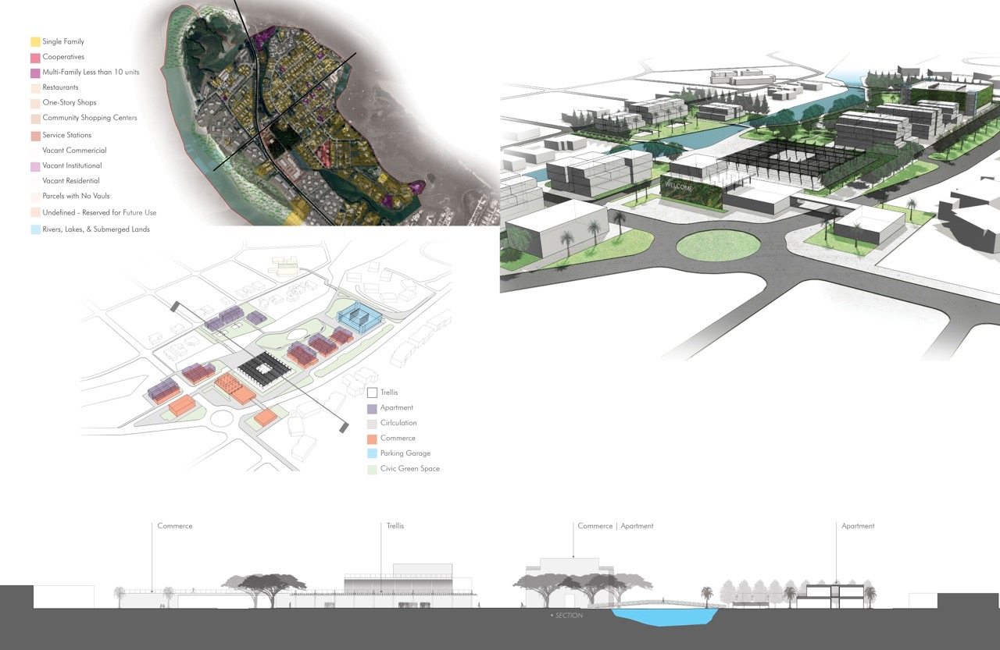 Single Family
Cooperatives
Multi-Family Less than 10 units
Restaurants
One-Story Shops
Community Shopping Centers
Service Stations
Vacant Commericial
Vacant Institutional
Vacant Residential
Parcels with No Vauls
Undefined - Reserved for Future Use
Rivers, Lakes, & Submerged Lands
WELCOME
Trellis
Apartment
Cirlculation
Commerce
Parking Garage
Civic Green Space
Commerce
Trellis
Commerce | Apartment
Apartment
• SECTION